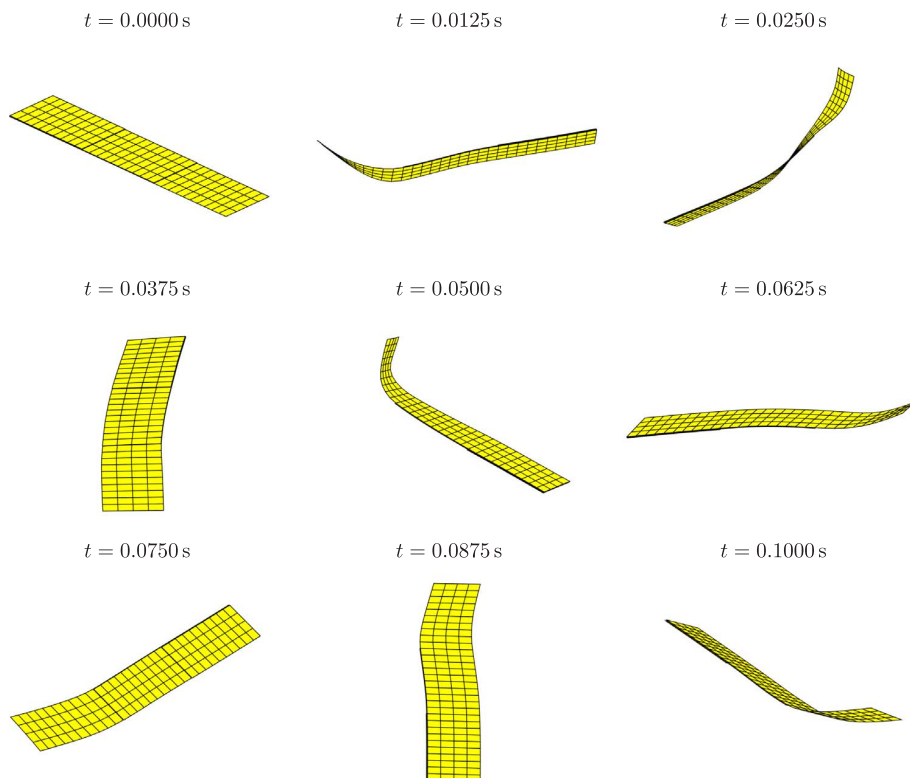 t = 0.0000 s
t = 0.0125 s
t = 0.0250 s
t = 0.0375 s
t = 0.0500 s
t = 0.0625 s
t = 0.0750 s
t = 0.0875 s
t = 0.1000 s